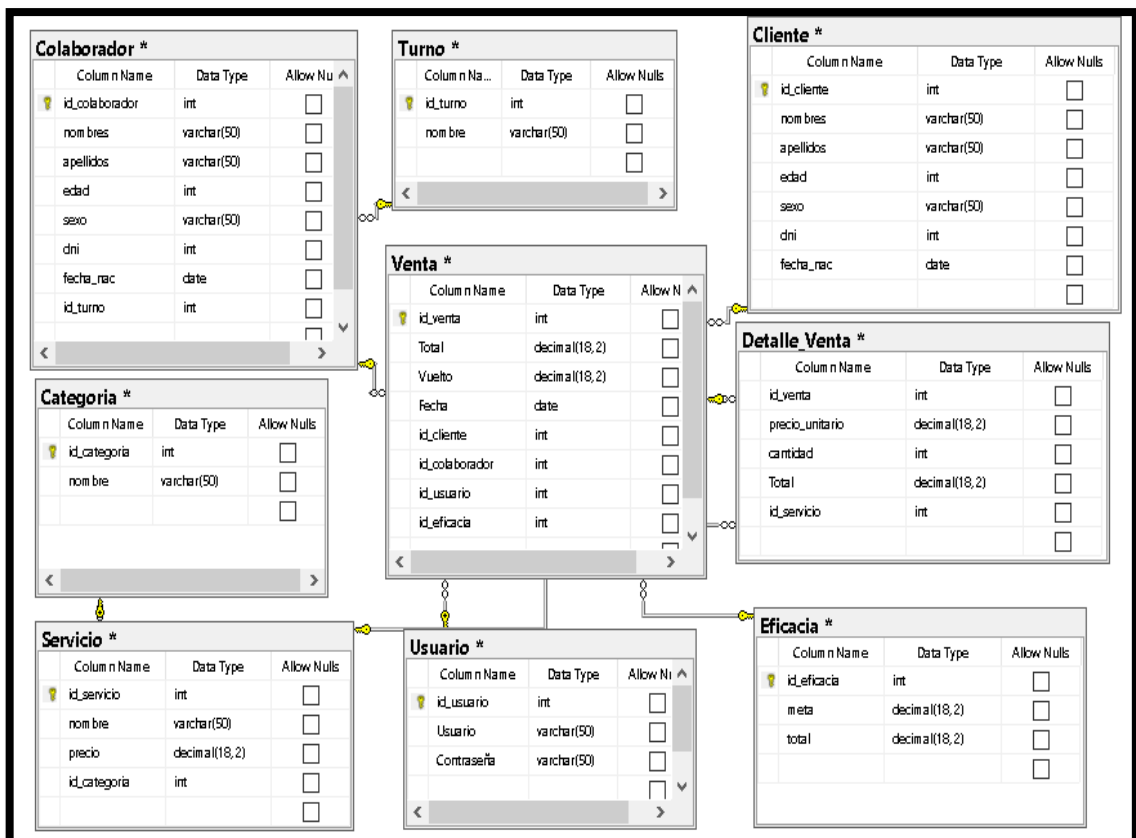 Colaborador *
Column Name Data Type Allow Nu
id_colaborador int
nombres varchar(50)
apellidos varchar(50)
edad int
sexo varchar(50)
dni int
fecha_nac date
id_turno int
Turno *
Column Na... Data Type Allow Nulls
id_turno int
nombre varchar(50)
Cliente *
Column Name Data Type Allow Nulls
id_cliente int
nombres varchar(50)
apellidos varchar(50)
edad int
sexo varchar(50)
dni int
fecha_nac date
Venta *
Column Name Data Type Allow N
id_venta int
Total decimal(18, 2)
Vuelto decimal(18, 2)
Fecha date
id_cliente int
id_colaborador int
id_usuario int
id_eficacia int
Detalle_Venta *
Column Name Data Type Allow Nulls
id_venta int
precio_unitario decimal(18, 2)
cantidad int
Total decimal(18, 2)
id_servicio int
Categoria *
Column Name Data Type Allow Nulls
id_categoria int
nombre varchar(50)
Servicio *
Column Name Data Type Allow Nulls
id_servicio int
nombre varchar(50)
precio decimal(18, 2)
id_categoria int
Usuario *
Column Name Data Type Allow Nu
id_usuario int
Usuario varchar(50)
Contraseña varchar(50)
Eficacia *
Column Name Data Type Allow Nulls
id_eficacia int
meta decimal(18, 2)
total decimal(18, 2)